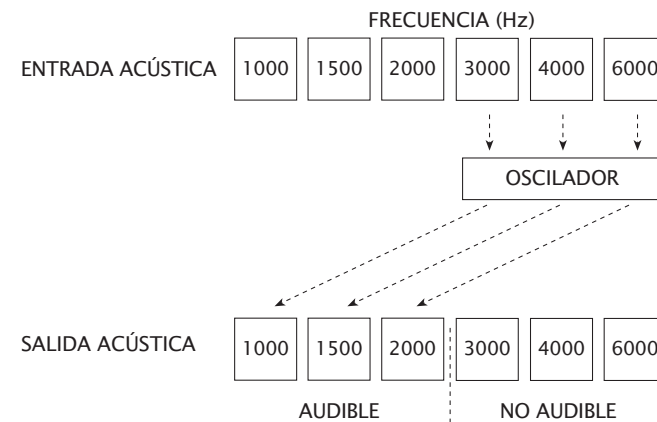 FRECUENCIA (Hz)
ENTRADA ACÚSTICA 1000 1500 2000 3000 4000 6000
OSCILADOR
SALIDA ACÚSTICA 1000 1500 2000 3000 4000 6000
AUDIBLE NO AUDIBLE